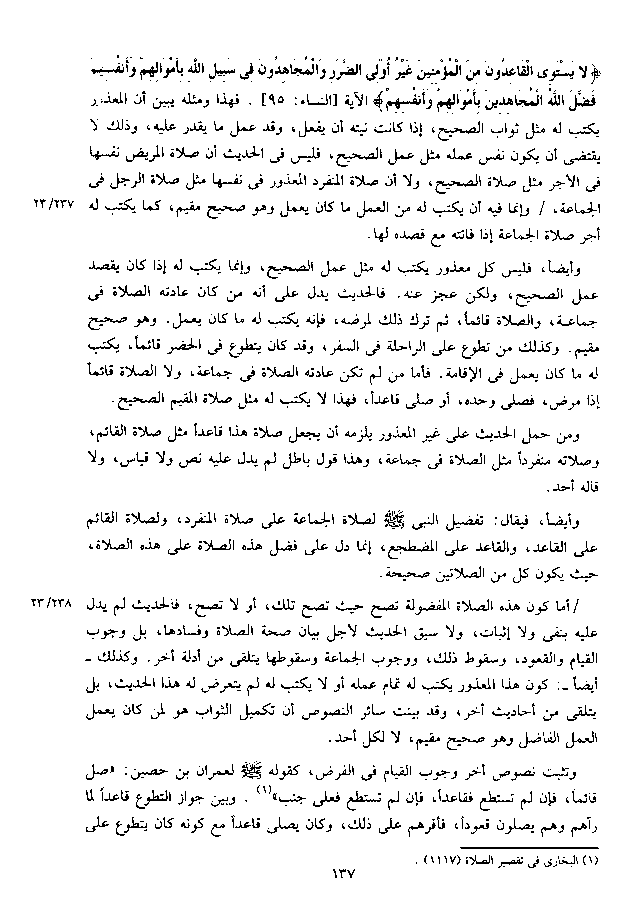 ﴿ لا يَسْتَوِى الْقَاعِدُونَ مِنَ الْمُؤْمِنِينَ غَيْرُ أُوْلِى الضَّرَرِ وَالْمُجَاهِدُونَ فِى سَبِيلِ اللَّهِ بِأَمْوَالِهِمْ وَأَنفُسِهِمْ
فَضَّلَ اللَّهُ الْمُجَاهِدِينَ بِأَمْوَالِهِمْ وَأَنفُسِهِمْ﴾ الآية [النساء: ٩٥] . فهذا ومثله يبين أن المعذور
يكتب له مثل ثواب الصحيح، إذا كانت نيته أن يفعل، وقد عمل ما يقدر عليه، وذلك لا
يقتضى أن يكون نفس عمله مثل عمل الصحيح، فليس فى الحديث أن صلاة المريض نفسها
فى الأجر مثل صلاة الصحيح، ولا أن صلاة المنفرد المعذور فى نفسها مثل صلاة الرجل فى
الجماعة، / وإنما فيه أن يكتب له من العمل ما كان يعمل وهو صحيح مقيم، كما يكتب له ٢٣/٢٣٧
أجر صلاة الجماعة إذا فاتته مع قصده لها.
وأيضاً، فليس كل معذور يكتب له مثل عمل الصحيح، وإنما يكتب له إذا كان يقصد
عمل الصحيح، ولكن عجز عنه. فالحديث يدل على أنه من كان عادته الصلاة فى
جماعة، والصلاة قائماً، ثم ترك ذلك لمرضه، فإنه يكتب له ما كان يعمل. وهو صحيح
مقيم. وكذلك من تطوع على الراحلة فى السفر، وقد كان يتطوع فى الحضر قائماً، يكتب
له ما كان يعمل فى الإقامة. فأما من لم تكن عادته الصلاة فى جماعة، ولا الصلاة قائماً
إذا مرض، فصلى وحده، أو صلى قاعداً، فهذا لا يكتب له مثل صلاة المقيم الصحيح.
ومن حمل الحديث على غير المعذور يلزمه أن يجعل صلاة هذا قاعداً مثل صلاة القائم،
وصلاته منفرداً مثل الصلاة فى جماعة، وهذا قول باطل لم يدل عليه نص ولا قياس، ولا
قاله أحد.
وأيضاً، فيقال: تفضيل النبى ﷺ لصلاة الجماعة على صلاة المنفرد، ولصلاة القائم
على القاعد، والقاعد على المضطجع، إنما دل على فضل هذه الصلاة على هذه الصلاة،
حيث يكون كل من الصلاتين صحيحة.
/ أما كون هذه الصلاة المفضولة تصح حيث تصح تلك، أو لا تصح، فالحديث لم يدل ٢٣/٢٣٨
عليه بنفى ولا إثبات، ولا سيق الحديث لأجل بيان صحة الصلاة وفسادها، بل وجوب
القيام والقعود، وسقوط ذلك، ووجوب الجماعة وسقوطها يتلقى من أدلة أخر. وكذلك ـ
أيضاً ـ: كون هذا المعذور يكتب له تمام عمله أو لا يكتب له لم يتعرض له هذا الحديث، بل
يتلقى من أحاديث أخر، وقد بينت سائر النصوص أن تكميل الثواب هو لمن كان يعمل
العمل الفاضل وهو صحيح مقيم، لا لكل أحد.
وتثبت نصوص أخر وجوب القيام فى الفرض، كقوله ﷺ لعمران بن حصين: «صل
قائماً، فإن لم تستطع فقاعداً، فإن لم تستطع فعلى جنب»(١) . وبين جواز التطوع قاعداً لما
رآهم وهم يصلون قعوداً، فأقرهم على ذلك، وكان يصلى قاعداً مع كونه كان يتطوع على
(١) البخارى فى تقصير الصلاة (١١١٧) .
١٣٧